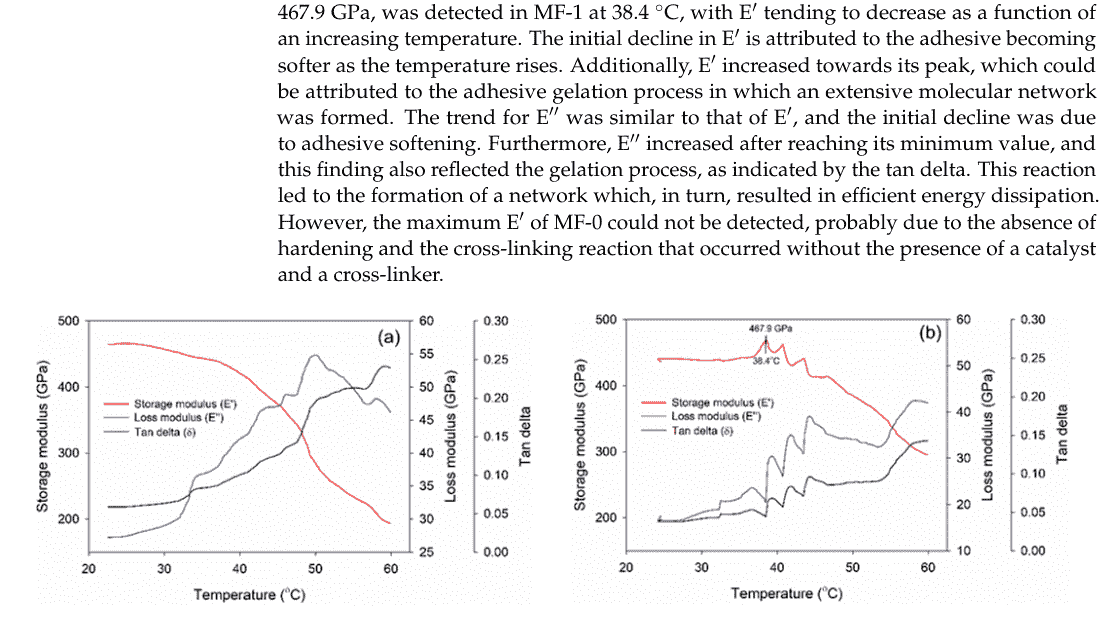 467.9 GPa, was detected in MF-1 at 38.4 °C, with E′ tending to decrease as a function of
an increasing temperature. The initial decline in E′ is attributed to the adhesive becoming
softer as the temperature rises. Additionally, E′ increased towards its peak, which could
be attributed to the adhesive gelation process in which an extensive molecular network
was formed. The trend for E″ was similar to that of E′, and the initial decline was due
to adhesive softening. Furthermore, E″ increased after reaching its minimum value, and
this finding also reflected the gelation process, as indicated by the tan delta. This reaction
led to the formation of a network which, in turn, resulted in efficient energy dissipation.
However, the maximum E′ of MF-0 could not be detected, probably due to the absence of
hardening and the cross-linking reaction that occurred without the presence of a catalyst
and a cross-linker.
(a)
Storage modulus (GPa)
500
400
300
200
Storage modulus (E')
Loss modulus (E")
Tan delta (δ)
60
55
50
45
40
35
30
25
Loss modulus (GPa)
0.30
0.25
0.20
0.15
0.10
0.05
0.00
Tan delta
20 30 40 50 60
Temperature (°C)
(b)
Storage modulus (GPa)
500
400
300
200
467.9 GPa
38.4°C
Storage modulus (E')
Loss modulus (E")
Tan delta (δ)
60
50
40
30
20
10
Loss modulus (GPa)
0.30
0.25
0.20
0.15
0.10
0.05
0.00
Tan delta
20 30 40 50 60
Temperature (°C)